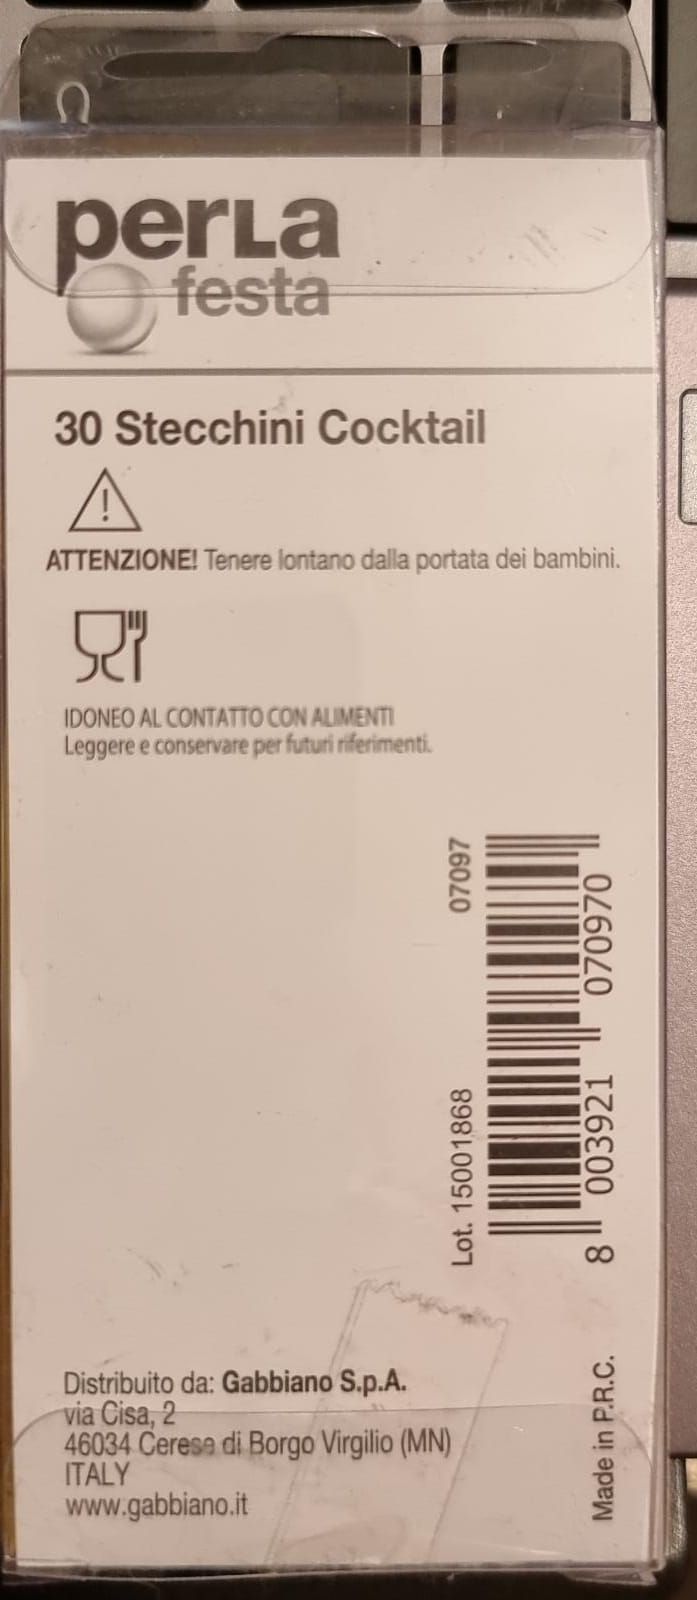 perLa
festa
30 Stecchini Cocktail
ATTENZIONE! Tenere lontano dalla portata dei bambini.
IDONEO AL CONTATTO CON ALIMENTI
Leggere e conservare per futuri riferimenti.
07097
Lot. 15001868
8 003921 070970
Distribuito da: Gabbiano S.p.A.
via Cisa, 2
46034 Cerese di Borgo Virgilio (MN)
ITALY
www.gabbiano.it
Made in P.R.C.